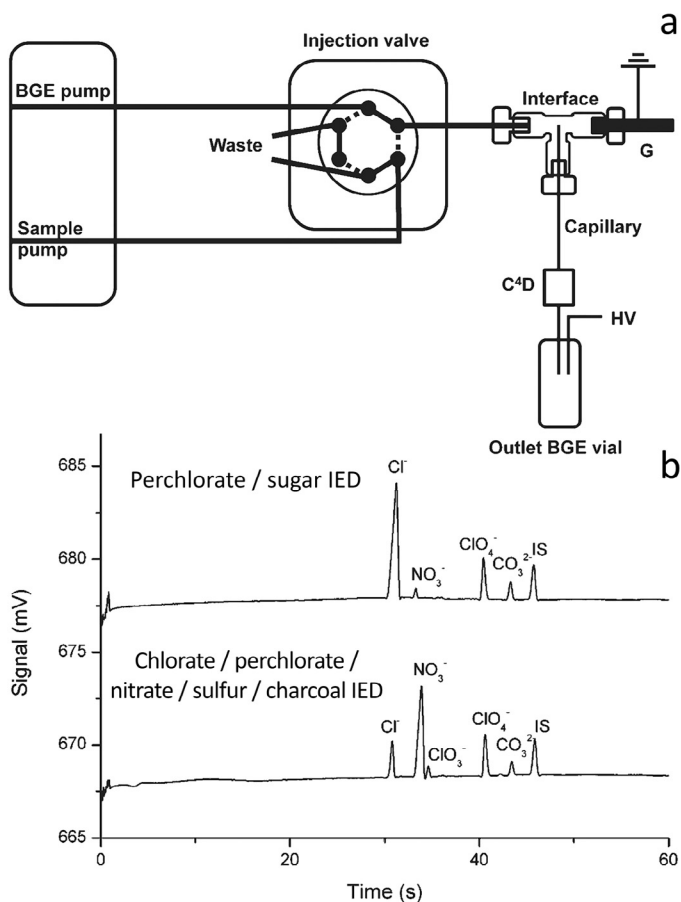 a
Injection valve
BGE pump
Interface
Waste
G
Sample
pump
Capillary
C⁴D
HV
Outlet BGE vial
b
685
Cl⁻
Perchlorate / sugar IED
680
ClO₄⁻
CO₃²⁻
IS
NO₃⁻
Signal (mV)
675
Chlorate / perchlorate /
nitrate / sulfur / charcoal IED
NO₃⁻
670
Cl⁻
ClO₃⁻
ClO₄⁻
CO₃²⁻
IS
665
0
20
40
60
Time (s)